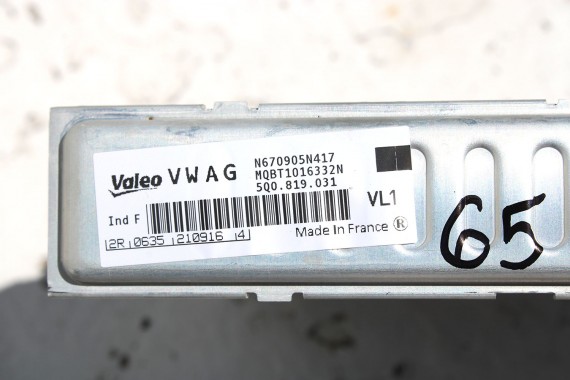 Valeo VWAG
N670905N417
MQBT1016332N
5Q0.819.031
Ind F
VL1
2R 0635 210916 4
Made In France ®
65